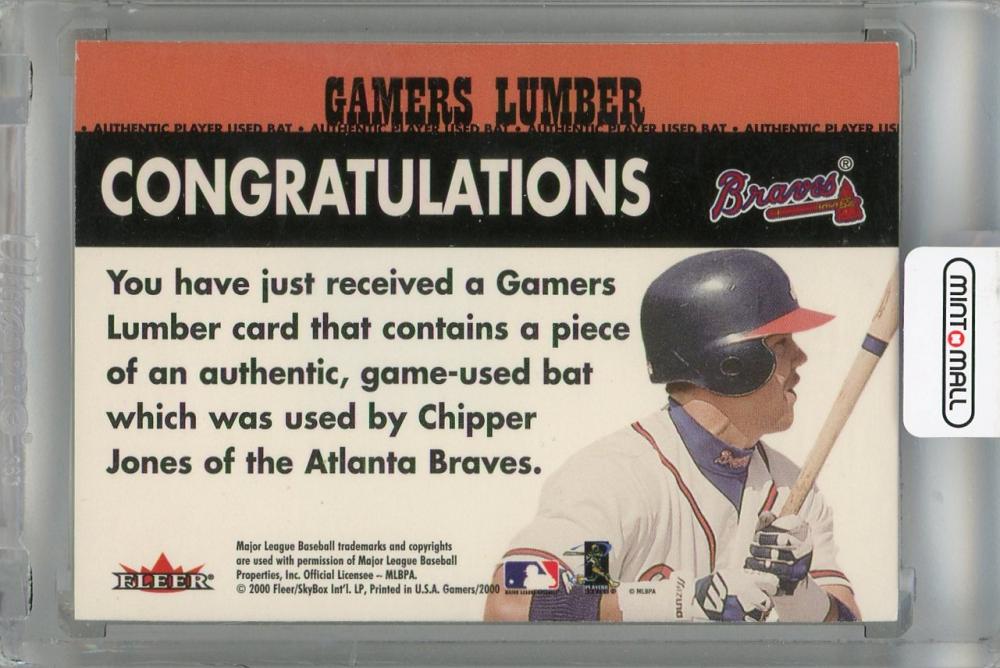 GAMERS LUMBER
• AUTHENTIC PLAYER USED BAT • AUTHENTIC PLAYER USED BAT • AUTHENTIC PLAYER USED BAT • AUTHENTIC PLAYER US
CONGRATULATIONS
Braves®
You have just received a Gamers
Lumber card that contains a piece
of an authentic, game-used bat
which was used by Chipper
Jones of the Atlanta Braves.
MINT MALL
Braves
FLEER®
Major League Baseball trademarks and copyrights
are used with permission of Major League Baseball
Properties, Inc. Official Licensee – MLBPA.
© 2000 Fleer/SkyBox Int'l. LP, Printed in U.S.A. Gamers/2000
© MLBPA
MIZUNO